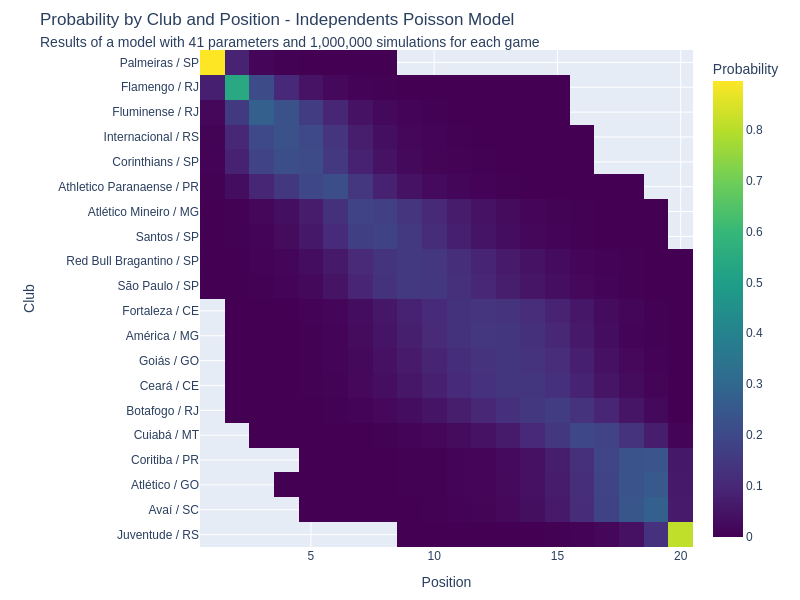 Probability by Club and Position - Independents Poisson Model
Results of a model with 41 parameters and 1,000,000 simulations for each game
Probability
Club
Palmeiras / SP
Flamengo / RJ
Fluminense / RJ
Internacional / RS
Corinthians / SP
Athletico Paranaense / PR
Atlético Mineiro / MG
Santos / SP
Red Bull Bragantino / SP
São Paulo / SP
Fortaleza / CE
América / MG
Goiás / GO
Ceará / CE
Botafogo / RJ
Cuiabá / MT
Coritiba / PR
Atlético / GO
Avaí / SC
Juventude / RS
5 10 15 20
Position
0.8
0.7
0.6
0.5
0.4
0.3
0.2
0.1
0